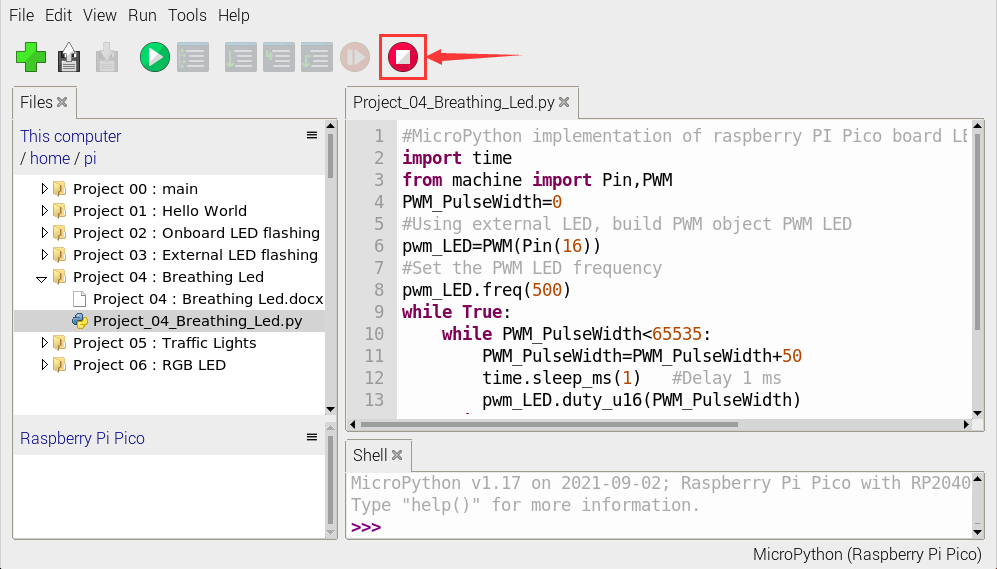 File Edit View Run Tools Help
Files
This computer
/ home / pi
Project 00 : main
Project 01 : Hello World
Project 02 : Onboard LED flashing
Project 03 : External LED flashing
Project 04 : Breathing Led
Project 04 : Breathing Led.docx
Project_04_Breathing_Led.py
Project 05 : Traffic Lights
Project 06 : RGB LED
Raspberry Pi Pico
Project_04_Breathing_Led.py
1 #MicroPython implementation of raspberry PI Pico board LE
2 import time
3 from machine import Pin,PWM
4 PWM_PulseWidth=0
5 #Using external LED, build PWM object PWM LED
6 pwm_LED=PWM(Pin(16))
7 #Set the PWM LED frequency
8 pwm_LED.freq(500)
9 while True:
10 while PWM_PulseWidth<65535:
11 PWM_PulseWidth=PWM_PulseWidth+50
12 time.sleep_ms(1) #Delay 1 ms
13 pwm_LED.duty_u16(PWM_PulseWidth)
Shell
MicroPython v1.17 on 2021-09-02; Raspberry Pi Pico with RP2040
Type "help()" for more information.
>>>
MicroPython (Raspberry Pi Pico)